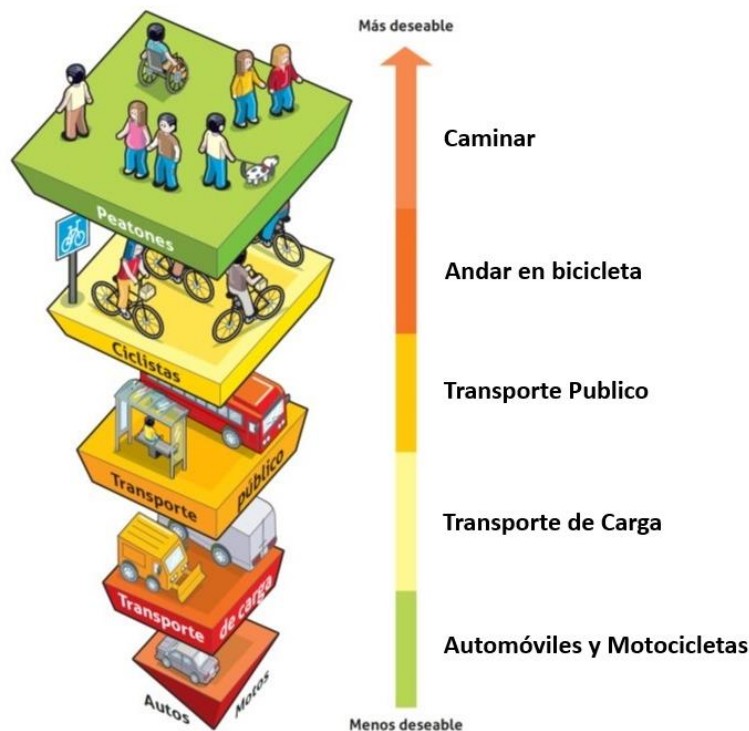 Más deseable
Caminar
Peatones
Andar en bicicleta
Ciclistas
Transporte Publico
Transporte
público
Transporte de Carga
Transporte
de carga
Automóviles y Motocicletas
Autos
Motos
Menos deseable